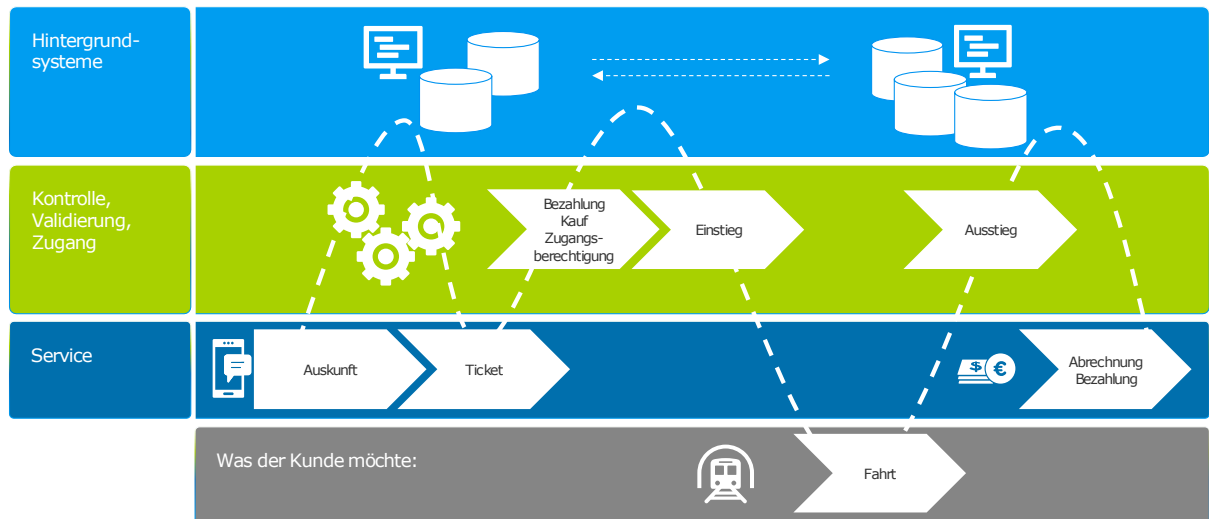 Hintergrund-
systeme
Kontrolle,
Validierung,
Zugang
Bezahlung
Kauf
Zugangs-
berechtigung
Einstieg
Ausstieg
Service
Auskunft
Ticket
$ €
Abrechnung
Bezahlung
Was der Kunde möchte:
Fahrt